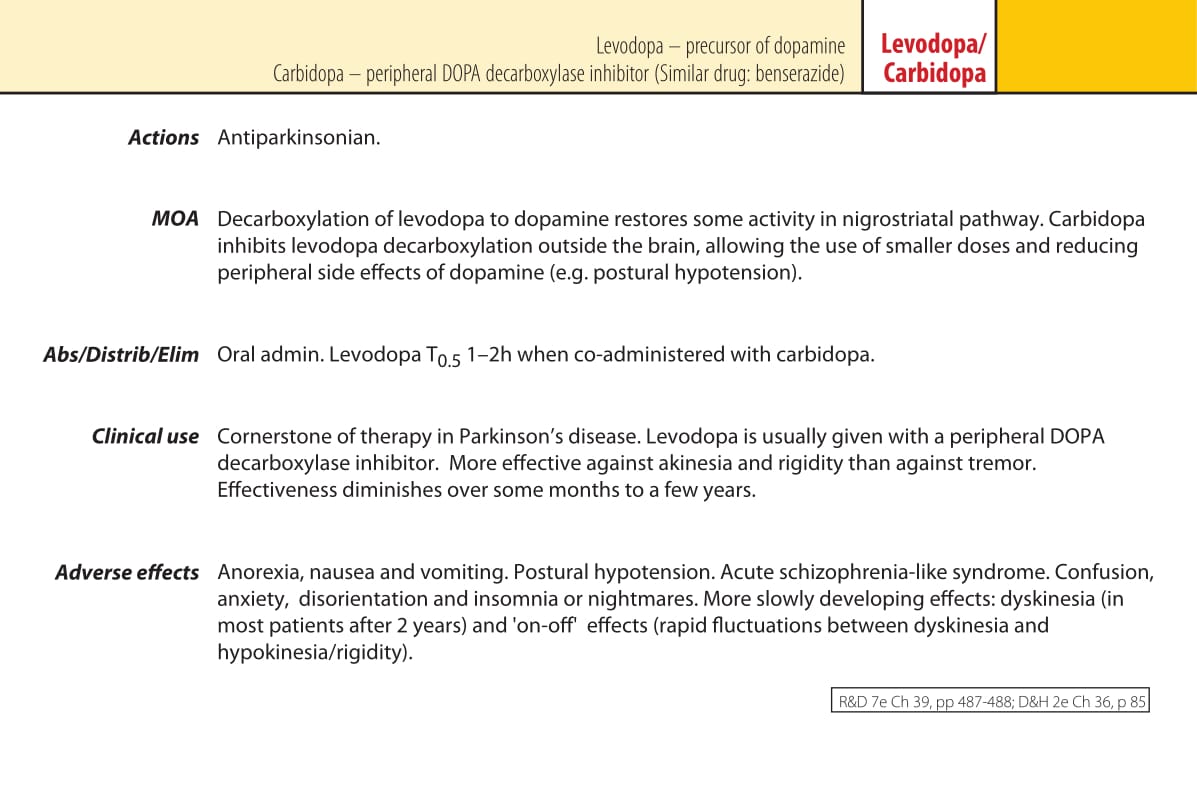 Levodopa – precursor of dopamine
Carbidopa – peripheral DOPA decarboxylase inhibitor (Similar drug: benserazide)
Levodopa/
Carbidopa
Actions Antiparkinsonian.
MOA Decarboxylation of levodopa to dopamine restores some activity in nigrostriatal pathway. Carbidopa
inhibits levodopa decarboxylation outside the brain, allowing the use of smaller doses and reducing
peripheral side effects of dopamine (e.g. postural hypotension).
Abs/Distrib/Elim Oral admin. Levodopa T0.5 1–2h when co-administered with carbidopa.
Clinical use Cornerstone of therapy in Parkinson’s disease. Levodopa is usually given with a peripheral DOPA
decarboxylase inhibitor. More effective against akinesia and rigidity than against tremor.
Effectiveness diminishes over some months to a few years.
Adverse effects Anorexia, nausea and vomiting. Postural hypotension. Acute schizophrenia-like syndrome. Confusion,
anxiety, disorientation and insomnia or nightmares. More slowly developing effects: dyskinesia (in
most patients after 2 years) and 'on-off' effects (rapid fluctuations between dyskinesia and
hypokinesia/rigidity).
R&D 7e Ch 39, pp 487-488; D&H 2e Ch 36, p 85